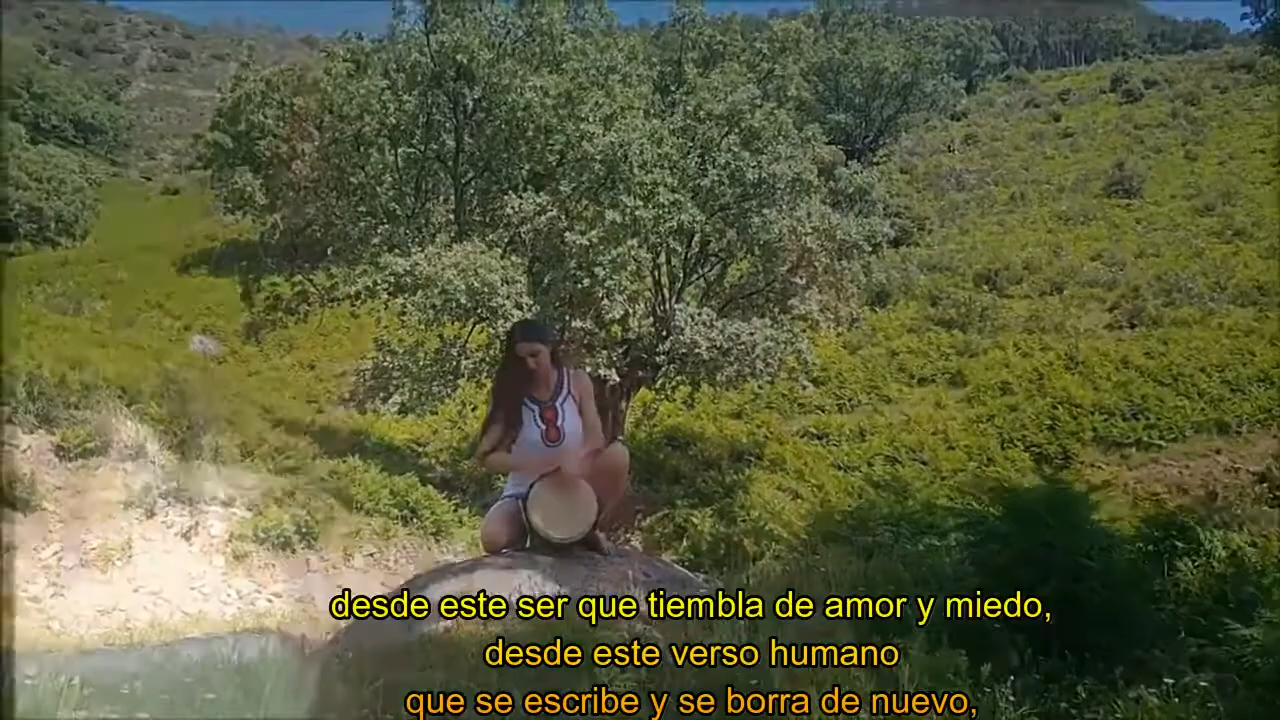 desde este ser que tiembla de amor y miedo,
desde este verso humano
que se escribe y se borra de nuevo,